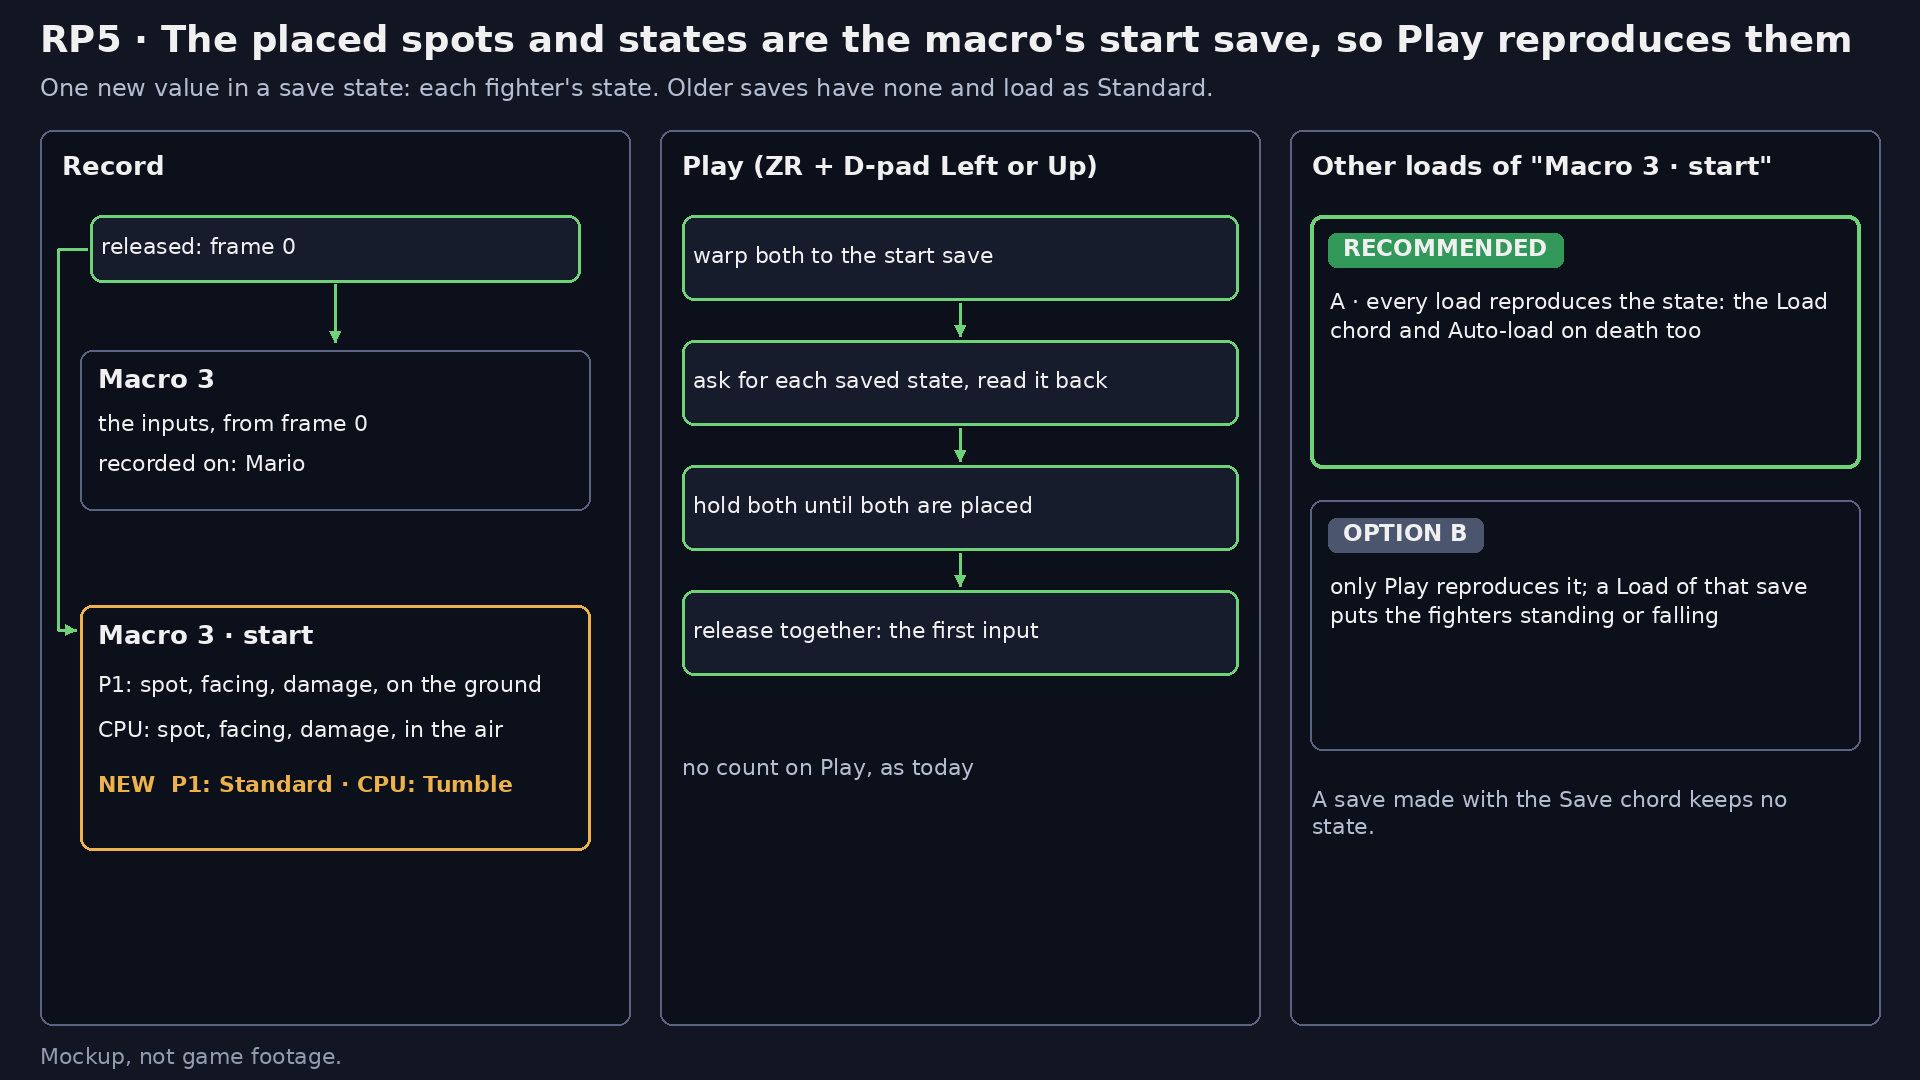 RP5 · The placed spots and states are the macro's start save, so Play reproduces them
One new value in a save state: each fighter's state. Older saves have none and load as Standard.
Record
released: frame 0
Macro 3
the inputs, from frame 0
recorded on: Mario
Macro 3 · start
P1: spot, facing, damage, on the ground
CPU: spot, facing, damage, in the air
NEW  P1: Standard · CPU: Tumble
Play (ZR + D-pad Left or Up)
warp both to the start save
ask for each saved state, read it back
hold both until both are placed
release together: the first input
no count on Play, as today
Other loads of "Macro 3 · start"
RECOMMENDED
A · every load reproduces the state: the Load
chord and Auto-load on death too
OPTION B
only Play reproduces it; a Load of that save
puts the fighters standing or falling
A save made with the Save chord keeps no
state.
Mockup, not game footage.